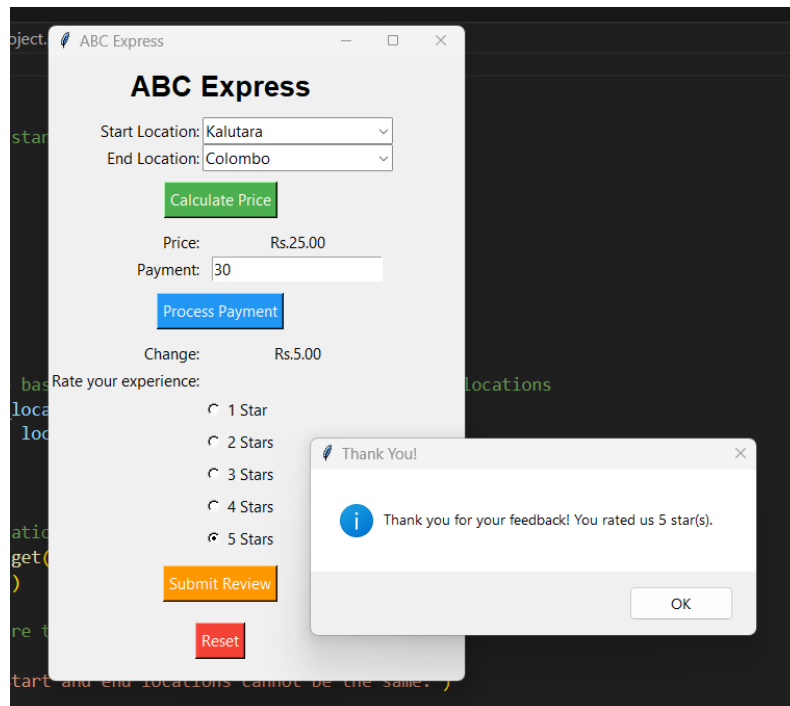 oject.
ABC Express
ABC Express
star
Start Location: Kalutara
End Location: Colombo
Calculate Price
Price: Rs.25.00
Payment: 30
Process Payment
Change: Rs.5.00
bas
Rate your experience:
locations
loca
1 Star
loc
2 Stars
Thank You!
3 Stars
4 Stars
Thank you for your feedback! You rated us 5 star(s).
5 Stars
atic
get(
)
Submit Review
OK
re t
Reset
tart and end locations cannot be the same.")